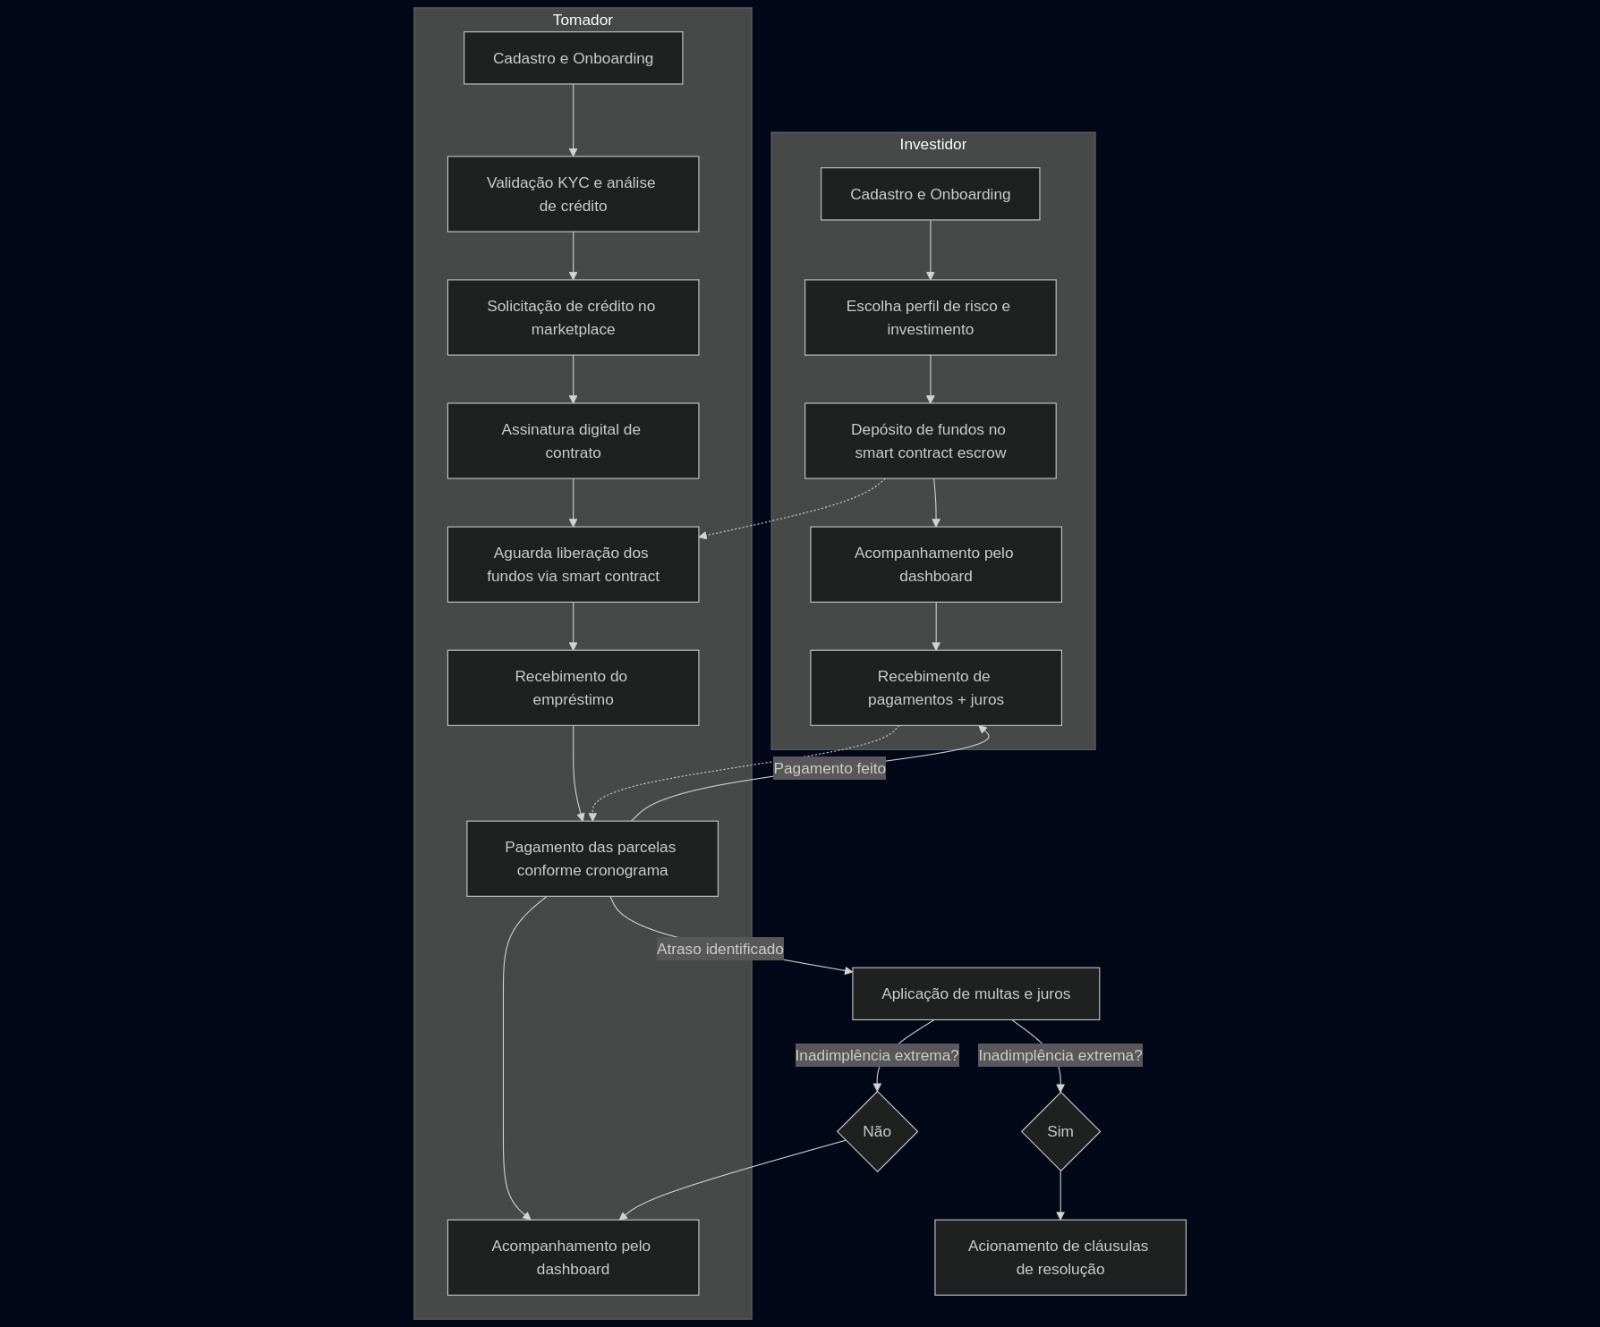 Tomador
Cadastro e Onboarding
Validação KYC e análise
de crédito
Solicitação de crédito no
marketplace
Assinatura digital de
contrato
Aguarda liberação dos
fundos via smart contract
Recebimento do
empréstimo
Investidor
Cadastro e Onboarding
Escolha perfil de risco e
investimento
Depósito de fundos no
smart contract escrow
Acompanhamento pelo
dashboard
Recebimento de
pagamentos + juros
Pagamento feito
Pagamento das parcelas
conforme cronograma
Atraso identificado
Aplicação de multas e juros
Inadimplência extrema?
Inadimplência extrema?
Não
Sim
Acompanhamento pelo
dashboard
Acionamento de cláusulas
de resolução